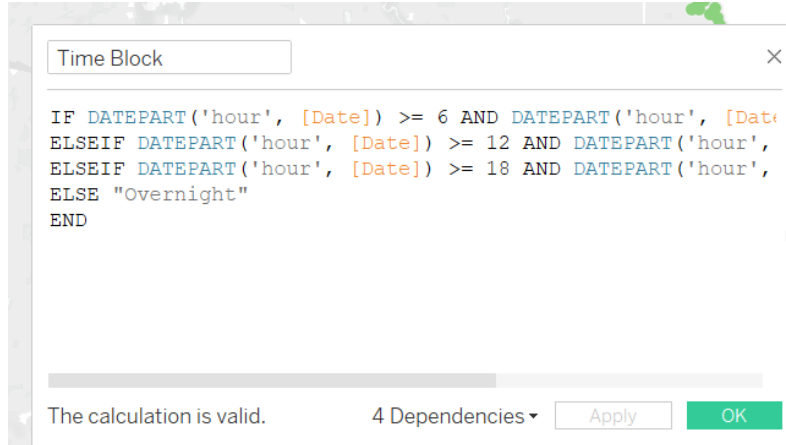 Time Block
IF DATEPART('hour', [Date]) >= 6 AND DATEPART('hour', [Date
ELSEIF DATEPART('hour', [Date]) >= 12 AND DATEPART('hour',
ELSEIF DATEPART('hour', [Date]) >= 18 AND DATEPART('hour',
ELSE "Overnight"
END
The calculation is valid.
4 Dependencies
Apply
OK